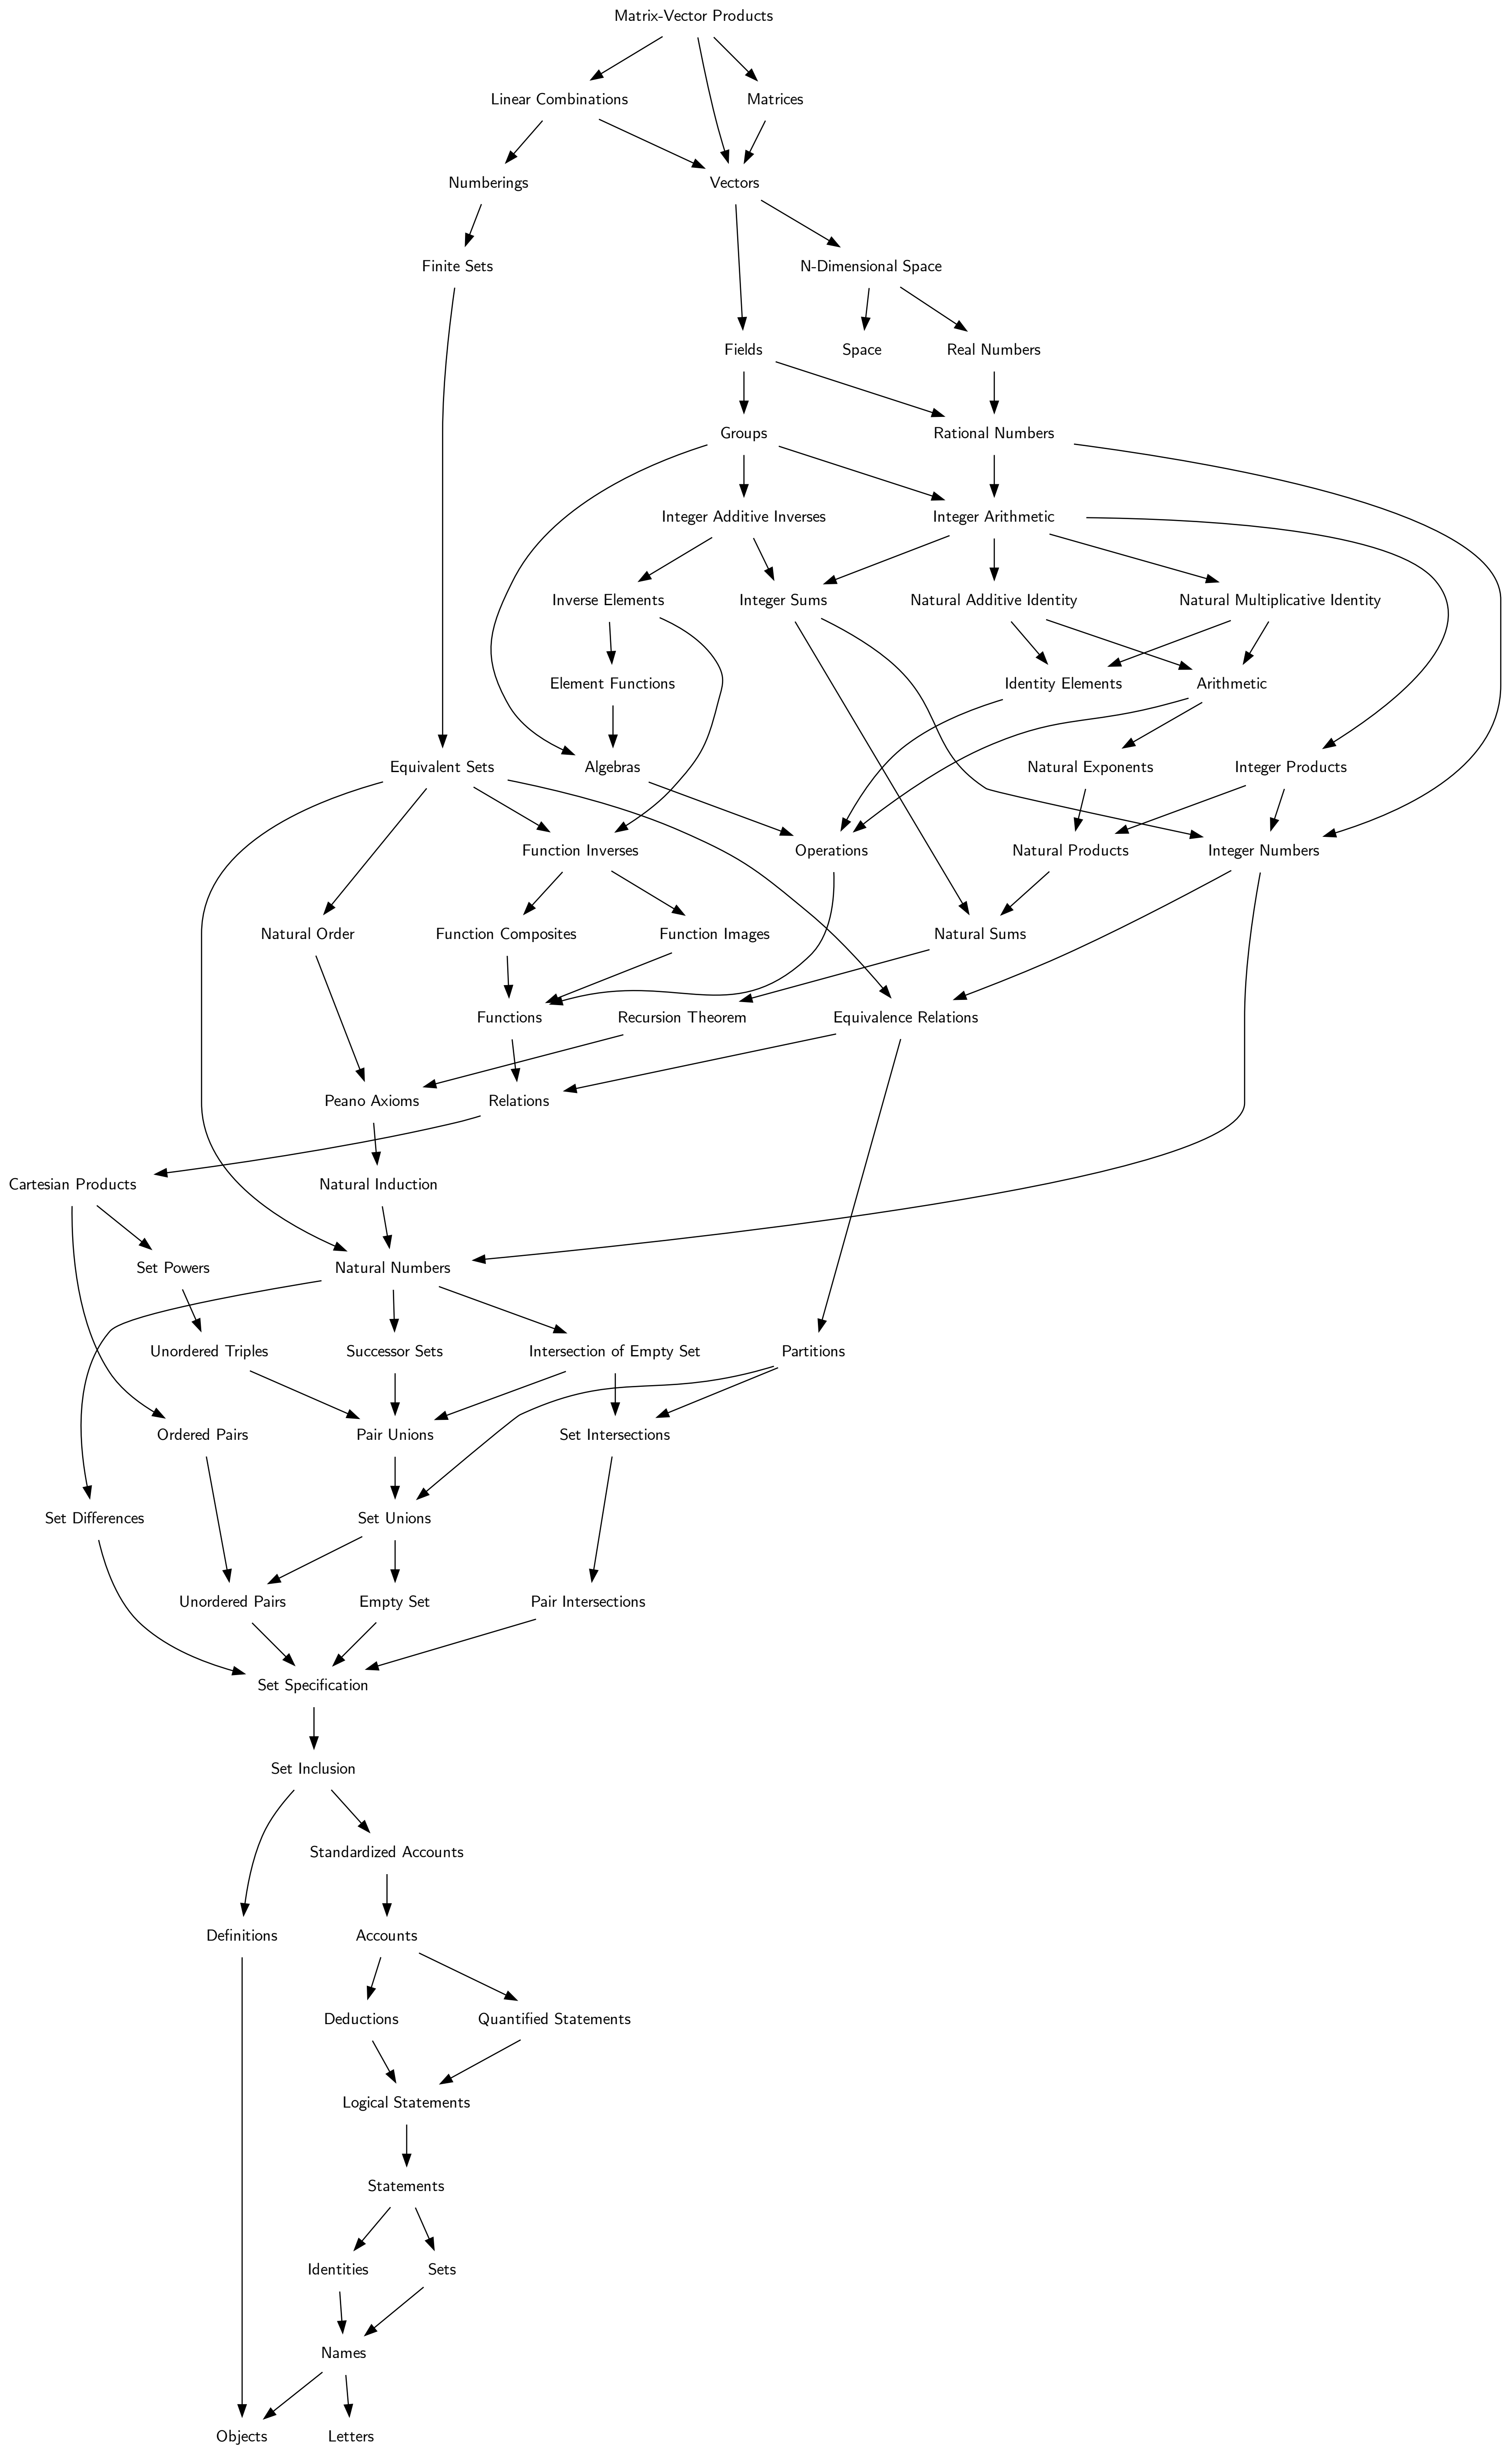 Matrix-Vector Products
Linear Combinations
Matrices
Numberings
Vectors
Finite Sets
N-Dimensional Space
Fields
Space
Real Numbers
Groups
Rational Numbers
Integer Additive Inverses
Integer Arithmetic
Inverse Elements
Integer Sums
Natural Additive Identity
Natural Multiplicative Identity
Element Functions
Identity Elements
Arithmetic
Equivalent Sets
Algebras
Natural Exponents
Integer Products
Function Inverses
Operations
Natural Products
Integer Numbers
Natural Order
Function Composites
Function Images
Natural Sums
Functions
Recursion Theorem
Equivalence Relations
Peano Axioms
Relations
Cartesian Products
Natural Induction
Set Powers
Natural Numbers
Unordered Triples
Successor Sets
Intersection of Empty Set
Partitions
Ordered Pairs
Pair Unions
Set Intersections
Set Differences
Set Unions
Unordered Pairs
Empty Set
Pair Intersections
Set Specification
Set Inclusion
Standardized Accounts
Definitions
Accounts
Deductions
Quantified Statements
Logical Statements
Statements
Identities
Sets
Names
Objects
Letters